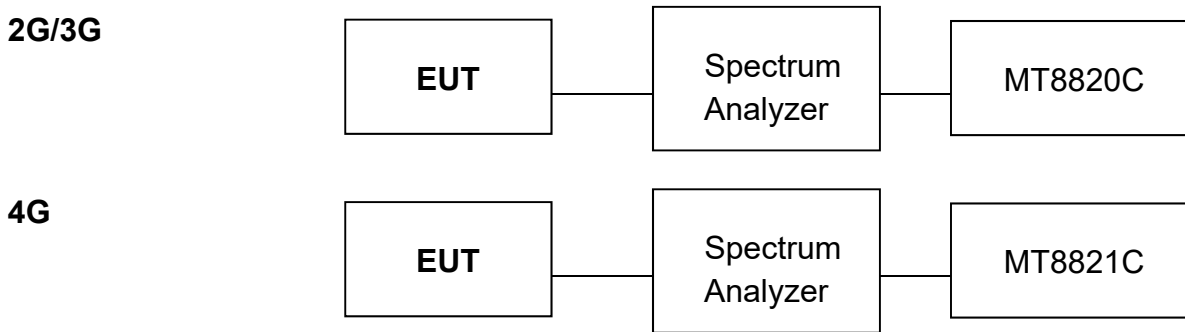 2G/3G
EUT
Spectrum
Analyzer
MT8820C
4G
EUT
Spectrum
Analyzer
MT8821C